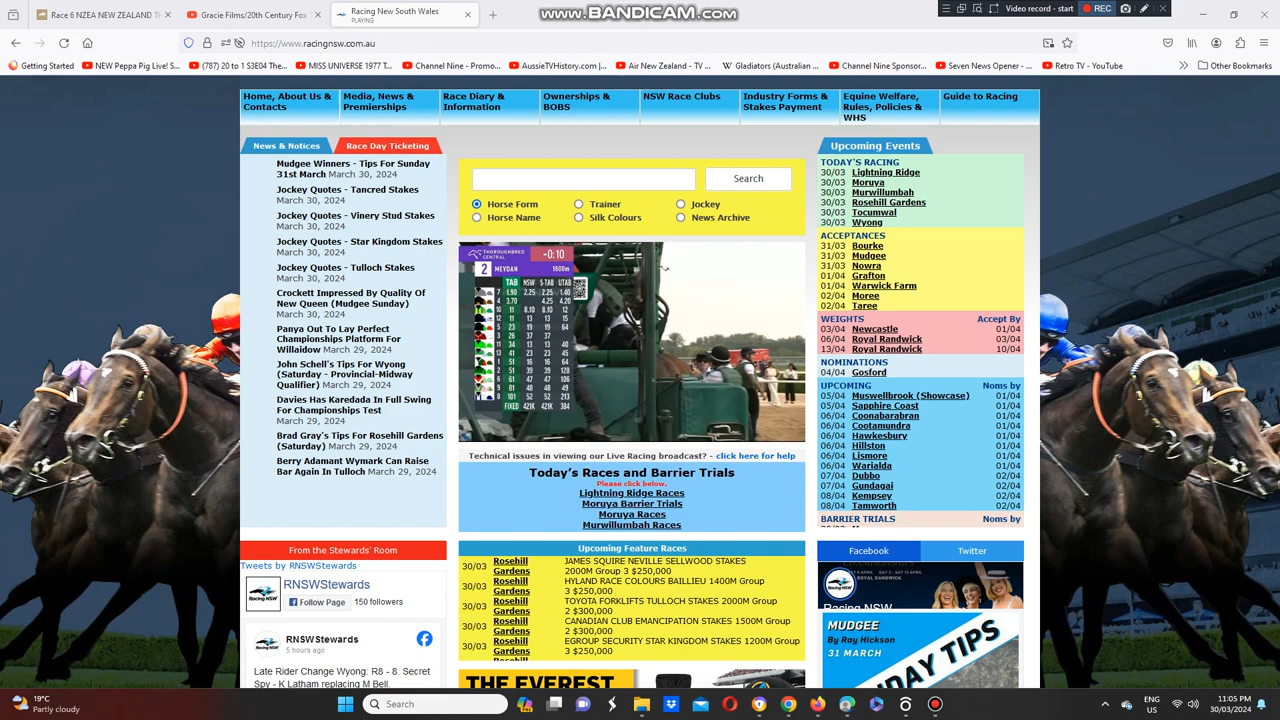 Race 6 NZEA NEW ZEALAND T
Gracie Films/20th Century Fox T
Racing New South Wales
PLAYING
www.BANDICAM.com
Video record - start
REC
https://www.racingnsw.com.au
Getting Started
NEW Peppa Pig Live! S...
(787) 20 to 1 S3E04 The...
MISS UNIVERSE 1977 T...
Channel Nine - Promo...
AussieTVHistory.com |...
Air New Zealand - TV ...
Gladiators (Australian ...
Channel Nine Sponsor...
Seven News Opener - ...
Retro TV - YouTube
Other Bookmarks
Home, About Us & Contacts
Media, News & Premierships
Race Diary & Information
Ownerships & BOBS
NSW Race Clubs
Industry Forms & Stakes Payment
Equine Welfare, Rules, Policies & WHS
Guide to Racing
News & Notices
Race Day Ticketing
Mudgee Winners - Tips For Sunday
31st March March 30, 2024
Jockey Quotes - Tancred Stakes
March 30, 2024
Jockey Quotes - Vinery Stud Stakes
March 30, 2024
Jockey Quotes - Star Kingdom Stakes
March 30, 2024
Jockey Quotes - Tulloch Stakes
March 30, 2024
Crockett Impressed By Quality Of
New Queen (Mudgee Sunday)
March 30, 2024
Panya Out To Lay Perfect
Championships Platform For
Willaidow March 29, 2024
John Schell's Tips For Wyong
(Saturday - Provincial-Midway
Qualifier) March 29, 2024
Davies Has Karedada In Full Swing
For Championships Test
March 29, 2024
Brad Gray's Tips For Rosehill Gardens
(Saturday) March 29, 2024
Berry Adamant Wymark Can Raise
Bar Again In Tulloch March 29, 2024
Search
Horse Form
Trainer
Jockey
Horse Name
Silk Colours
News Archive
THOROUGHBRED CENTRAL
-0:10
2 MEYDAN 1600m
TAB NSW S-TAB UTAB
Technical issues in viewing our Live Racing broadcast? - click here for help
Today's Races and Barrier Trials
Please click below.
Lightning Ridge Races
Moruya Barrier Trials
Moruya Races
Murwillumbah Races
Upcoming Events
TODAY'S RACING
30/03 Lightning Ridge
30/03 Moruya
30/03 Murwillumbah
30/03 Rosehill Gardens
30/03 Tocumwal
30/03 Wyong
ACCEPTANCES
31/03 Bourke
31/03 Mudgee
31/03 Nowra
01/04 Grafton
01/04 Warwick Farm
02/04 Moree
02/04 Taree
WEIGHTS Accept By
03/04 Newcastle 01/04
06/04 Royal Randwick 03/04
13/04 Royal Randwick 10/04
NOMINATIONS
04/04 Gosford
UPCOMING Noms by
05/04 Muswellbrook (Showcase) 01/04
05/04 Sapphire Coast 01/04
06/04 Coonabarabran 01/04
06/04 Cootamundra 01/04
06/04 Hawkesbury 01/04
06/04 Hillston 01/04
06/04 Lismore 01/04
06/04 Warialda 01/04
07/04 Dubbo 02/04
07/04 Gundagai 02/04
08/04 Kempsey 02/04
08/04 Tamworth 02/04
BARRIER TRIALS Noms by
From the Stewards' Room
Tweets by RNSWStewards
RNSWStewards
Follow Page 150 followers
RNSWStewards
5 hours ago
Late Rider Change Wyong: R8 - 8. Secret
Spy - K Latham replacing M Bell.
Upcoming Feature Races
30/03 Rosehill Gardens JAMES SQUIRE NEVILLE SELLWOOD STAKES 2000M Group 3 $250,000
30/03 Rosehill Gardens HYLAND RACE COLOURS BAILLIEU 1400M Group 3 $250,000
30/03 Rosehill Gardens TOYOTA FORKLIFTS TULLOCH STAKES 2000M Group 2 $300,000
30/03 Rosehill Gardens CANADIAN CLUB EMANCIPATION STAKES 1500M Group 2 $300,000
30/03 Rosehill Gardens EGROUP SECURITY STAR KINGDOM STAKES 1200M Group 3 $250,000
THE EVEREST
Facebook
Twitter
Racing NSW
MUDGEE
By Ray Hickson
31 MARCH
DAY TIPS
19°C
Partly cloudy
Search
ENG
US
11:05 PM
30/03/2024